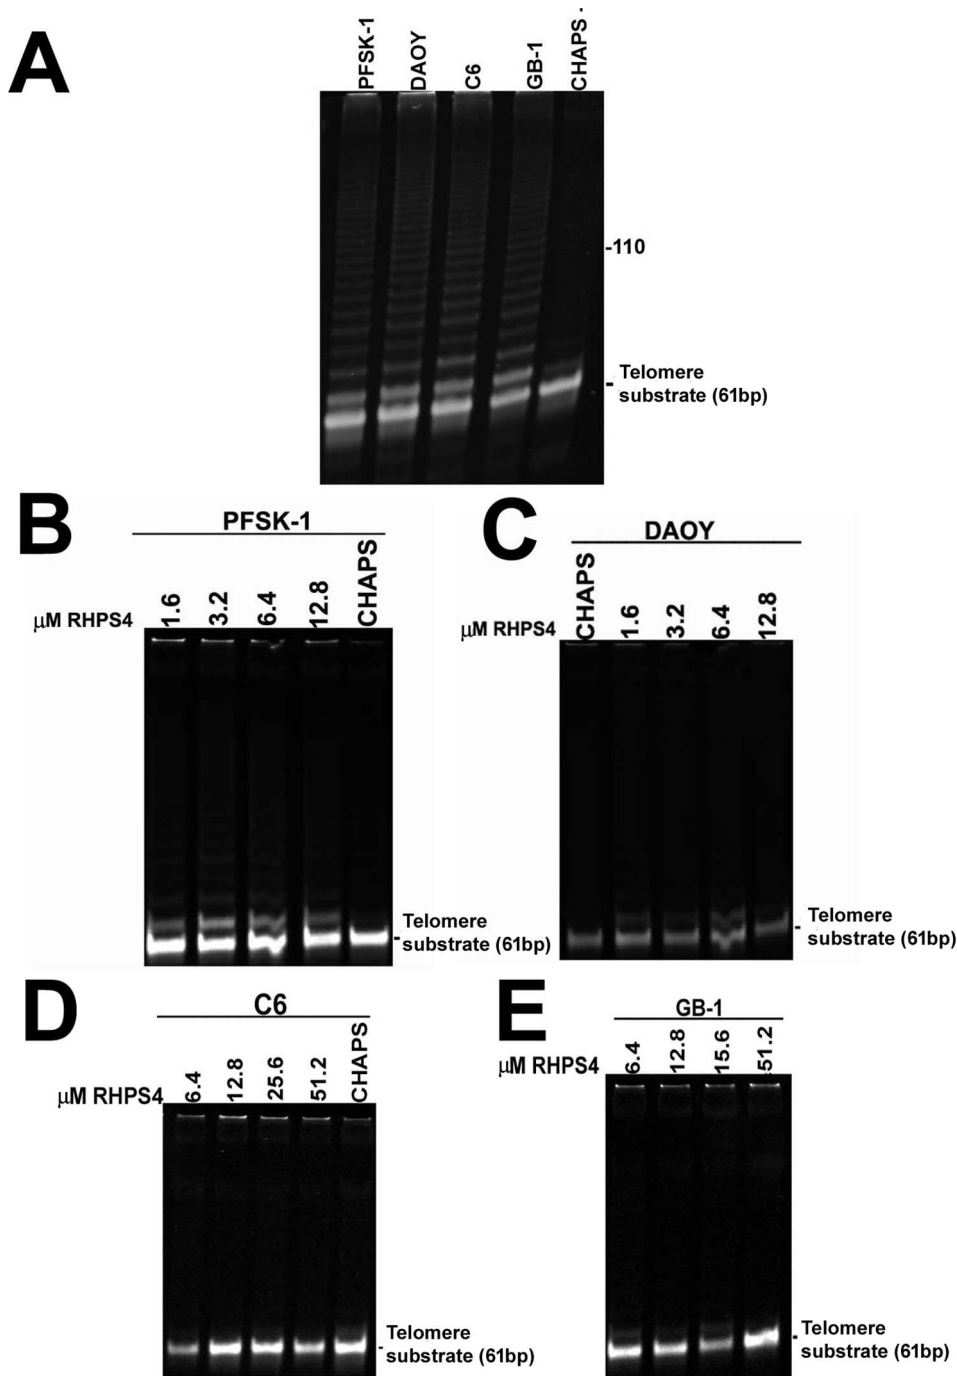 A
PFSK-1
DAOY
C6
GB-1
CHAPS -
-110
Telomere
substrate (61bp)
B
PFSK-1
μM RHPS4
1.6
3.2
6.4
12.8
CHAPS
Telomere
substrate (61bp)
C
DAOY
μM RHPS4
CHAPS
1.6
3.2
6.4
12.8
Telomere
substrate (61bp)
D
C6
μM RHPS4
6.4
12.8
25.6
51.2
CHAPS
Telomere
substrate (61bp)
E
GB-1
μM RHPS4
6.4
12.8
15.6
51.2
Telomere
substrate (61bp)